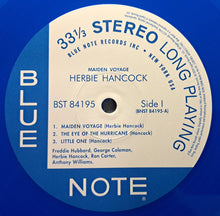 33⅓ STEREO LONG PLAYING
BLUE NOTE RECORDS INC • NEW YORK USA
MAIDEN VOYAGE
HERBIE HANCOCK
BST 84195
Side I
(BNST 84195-A)
1. MAIDEN VOYAGE (Herbie Hancock)
2. THE EYE OF THE HURRICANE (Hancock)
3. LITTLE ONE (Hancock)
Freddie Hubbard, George Coleman,
Herbie Hancock, Ron Carter,
Anthony Williams.
BLUE
NOTE